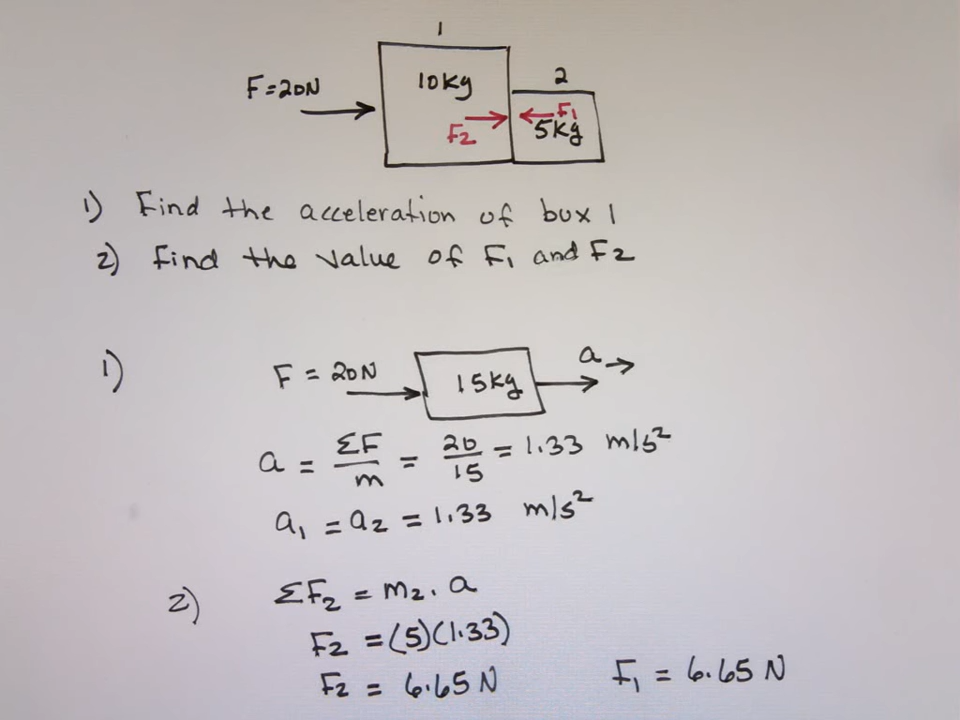 1
F=20N
10kg
2
F2
F1
5kg
1) Find the acceleration of box 1
2) Find the value of F1 and F2
1)
F = 20N
15kg
a
a = ΣF/m = 20/15 = 1.33 m/s²
a1 = a2 = 1.33 m/s²
2)
ΣF2 = m2. a
F2 = (5)(1.33)
F2 = 6.65 N
F1 = 6.65 N